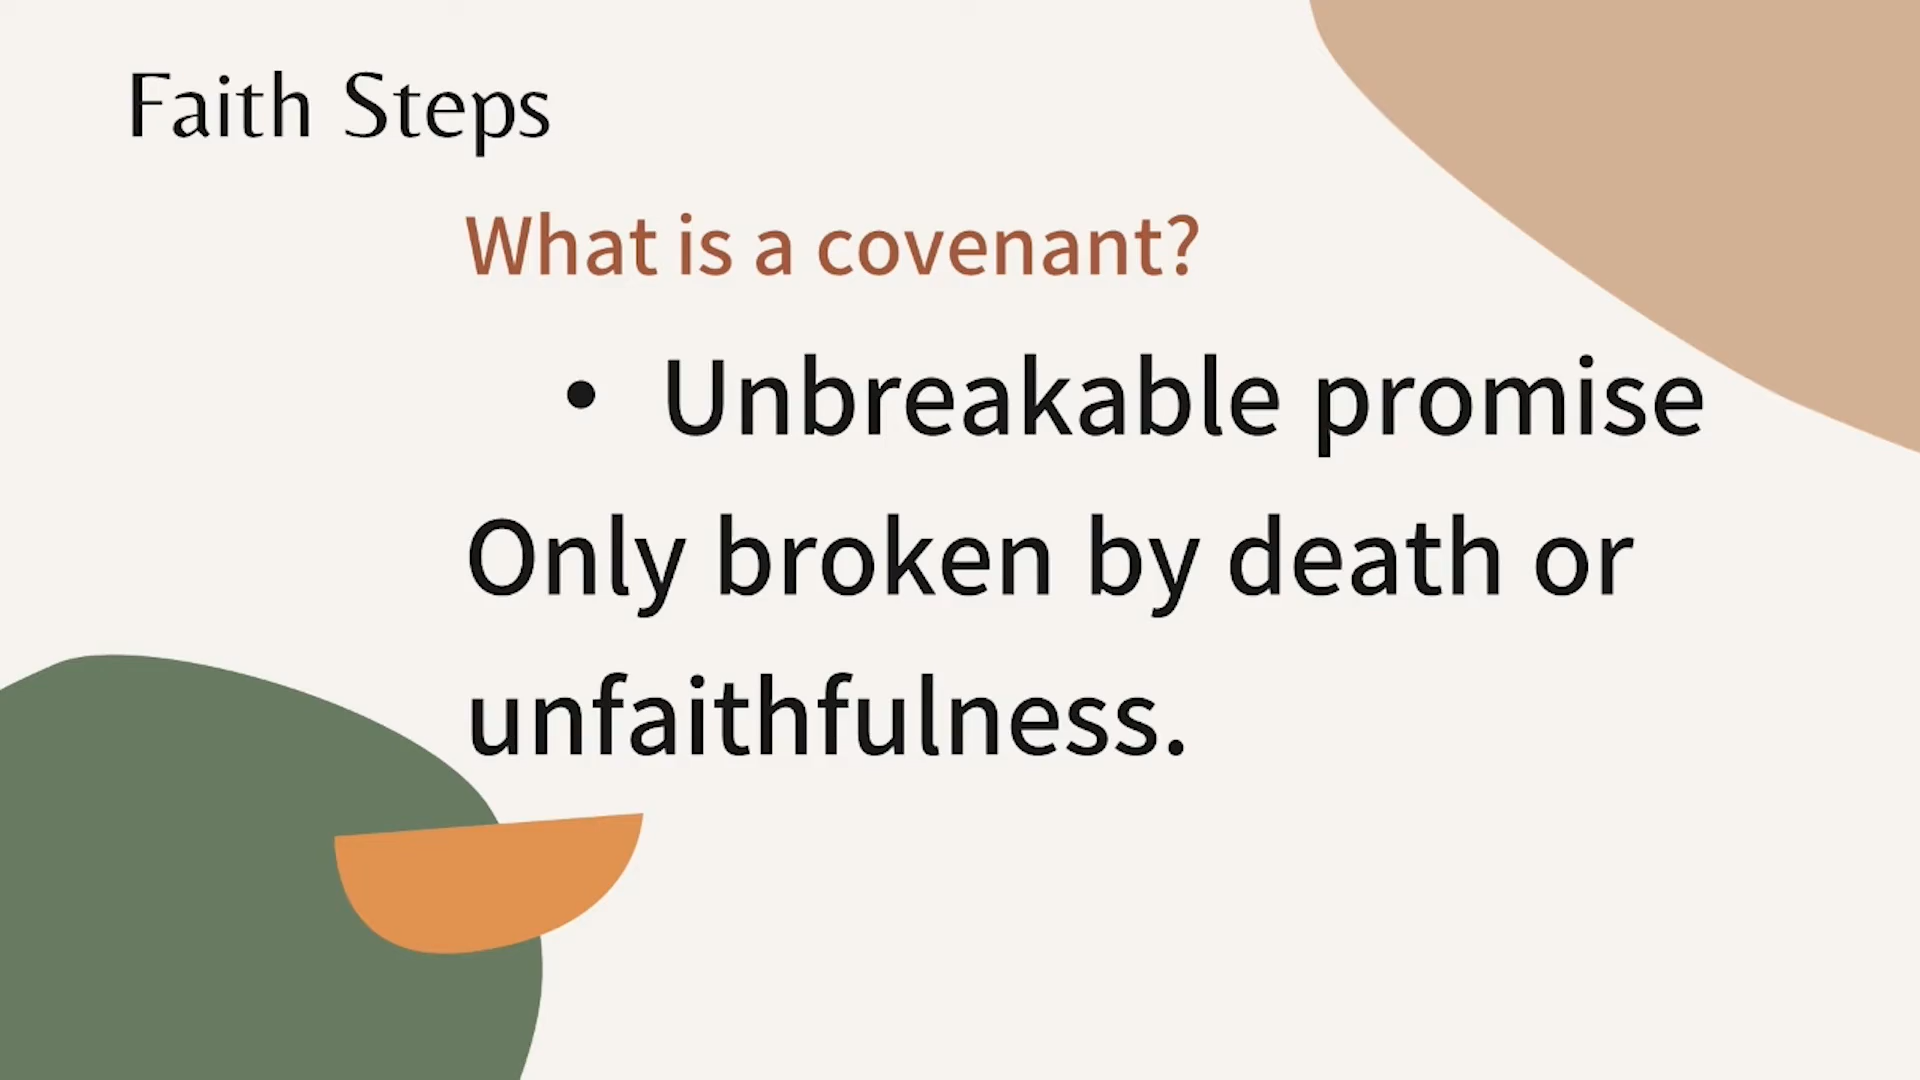 Faith Steps
What is a covenant?
• Unbreakable promise
Only broken by death or
unfaithfulness.